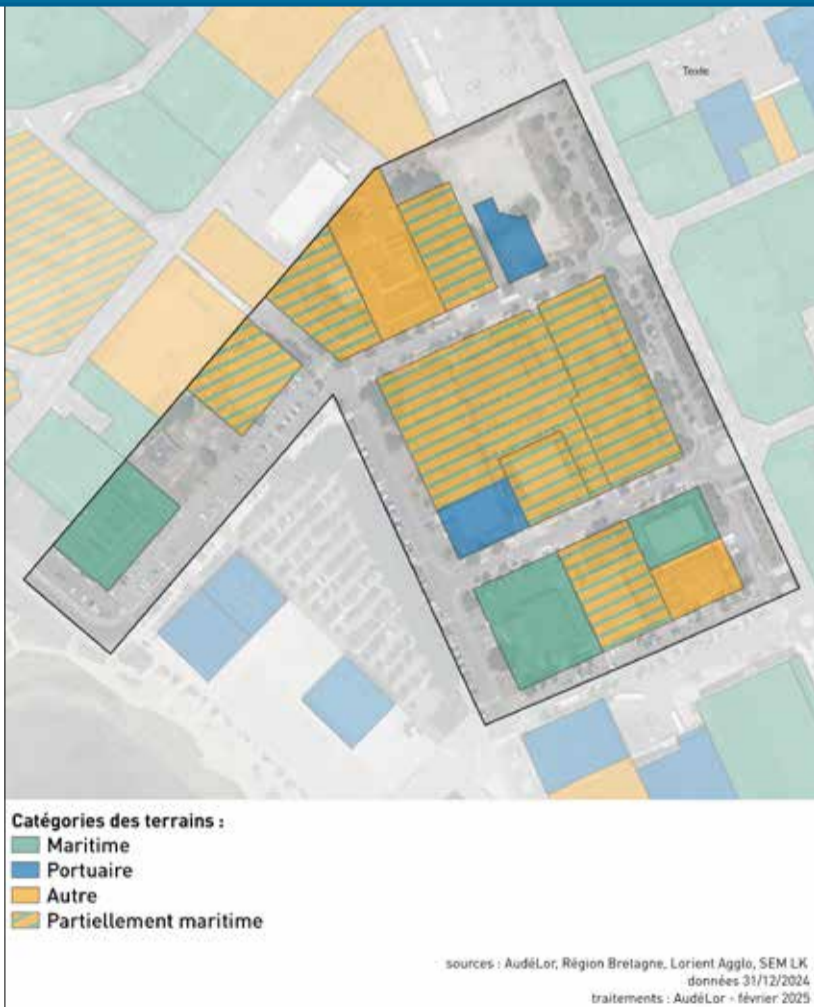 Texte
Catégories des terrains :
Maritime
Portuaire
Autre
Partiellement maritime
sources : AudéLor, Région Bretagne, Lorient Agglo, SEM LK
données 31/12/2024
traitements : AudéLor - février 2025